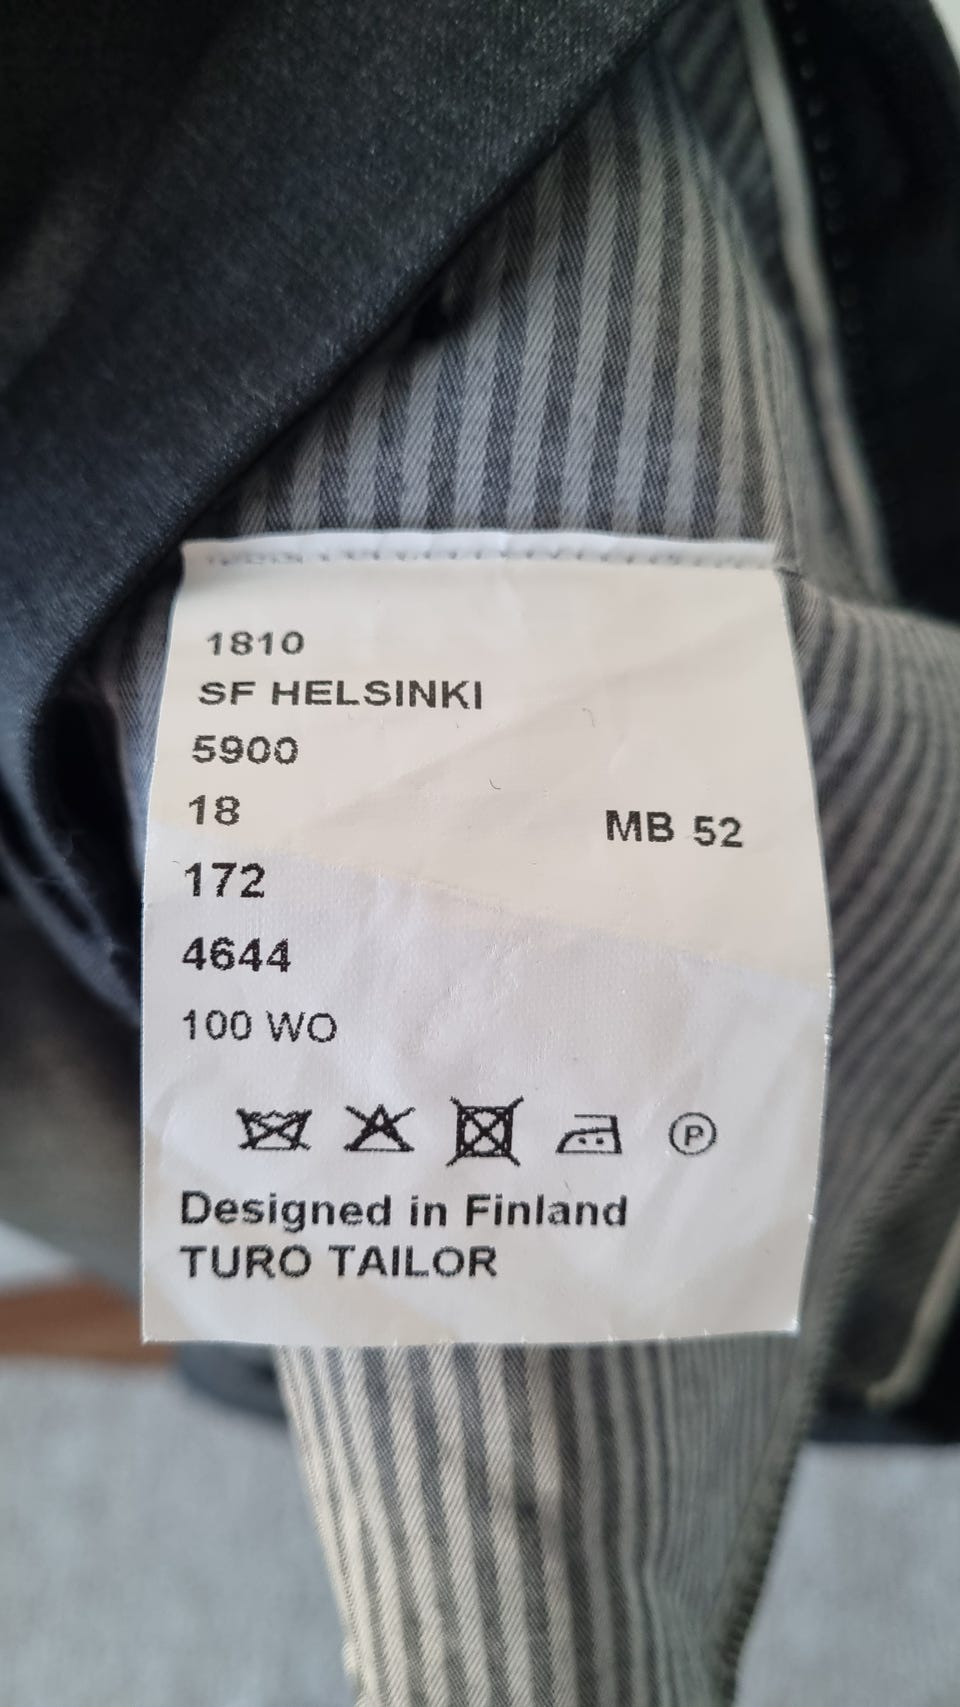 1810
SF HELSINKI
5900
18
MB 52
172
4644
100 WO
P
Designed in Finland
TURO TAILOR